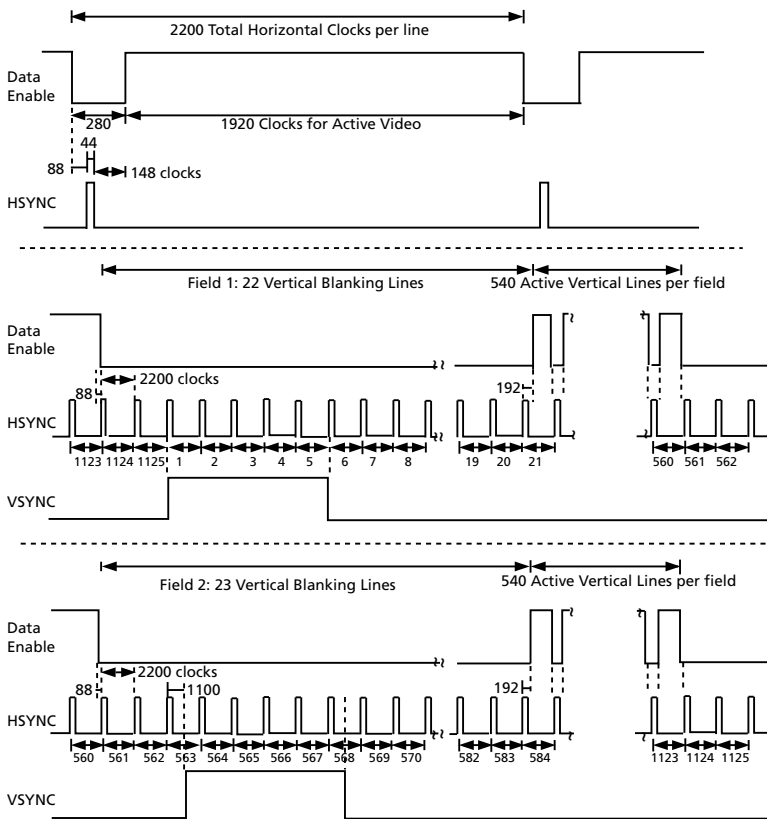 2200 Total Horizontal Clocks per line
Data
Enable
280
1920 Clocks for Active Video
44
88
148 clocks
HSYNC
Field 1: 22 Vertical Blanking Lines
540 Active Vertical Lines per field
Data
Enable
2200 clocks
88
192
HSYNC
1123 1124 1125 1 2 3 4 5 6 7 8 19 20 21 560 561 562
VSYNC
Field 2: 23 Vertical Blanking Lines
540 Active Vertical Lines per field
Data
Enable
2200 clocks
88
1100
192
HSYNC
560 561 562 563 564 565 566 567 568 569 570 582 583 584 1123 1124 1125
VSYNC